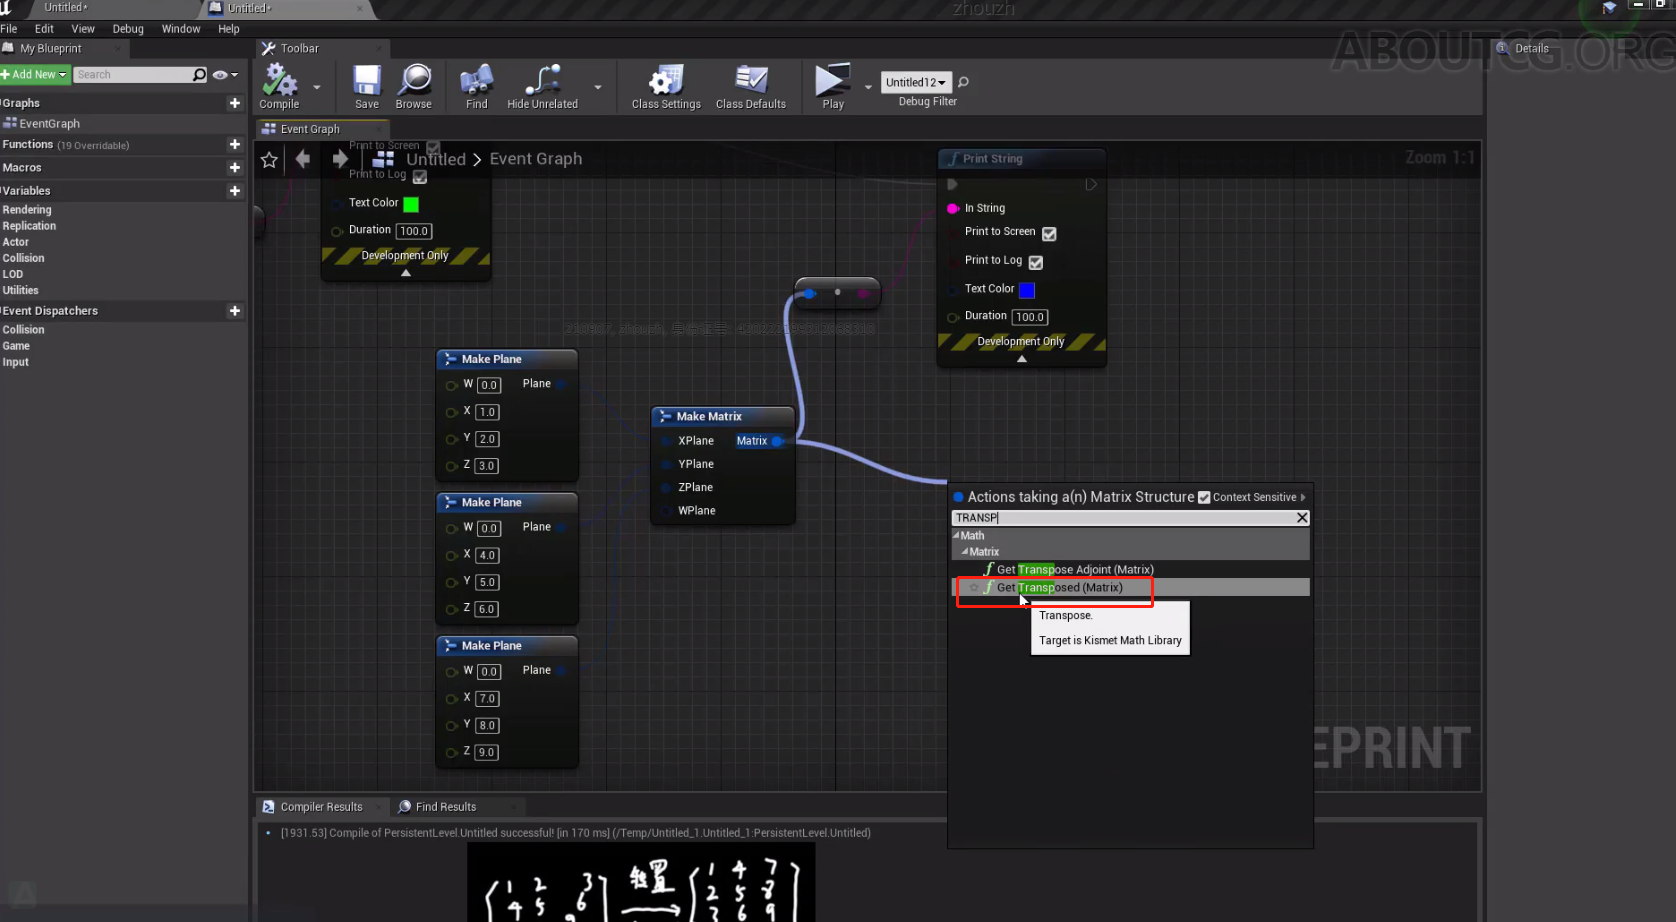 Untitled*
Untitled*
zhouzh
File Edit View Debug Window Help
ABOUTCG.ORG
My Blueprint
Toolbar
Details
Add New
Search
Compile
Save
Browse
Find
Hide Unrelated
Class Settings
Class Defaults
Play
Untitled12
Debug Filter
Graphs
EventGraph
Functions (19 Overridable)
Macros
Variables
Rendering
Replication
Actor
Collision
LOD
Utilities
Event Dispatchers
Collision
Game
Input
Event Graph
Untitled > Event Graph
Zoom 1:1
Print to Screen
Print to Log
Text Color
Duration 100.0
Development Only
Print String
In String
Print to Screen
Print to Log
Text Color
Duration 100.0
Development Only
Make Plane
W 0.0 Plane
X 1.0
Y 2.0
Z 3.0
Make Plane
W 0.0 Plane
X 4.0
Y 5.0
Z 6.0
Make Plane
W 0.0 Plane
X 7.0
Y 8.0
Z 9.0
Make Matrix
XPlane Matrix
YPlane
ZPlane
WPlane
Actions taking a(n) Matrix Structure Context Sensitive
TRANSP
Math
Matrix
Get Transpose Adjoint (Matrix)
Get Transposed (Matrix)
Transpose.
Target is Kismet Math Library
EPRINT
Compiler Results
Find Results
[1931.53] Compile of PersistentLevel.Untitled successful! [in 170 ms] (/Temp/Untitled_1.Untitled_1:PersistentLevel.Untitled)
1 2 3 转置 1 4 7
4 5 6 2 5 8
3 6 9